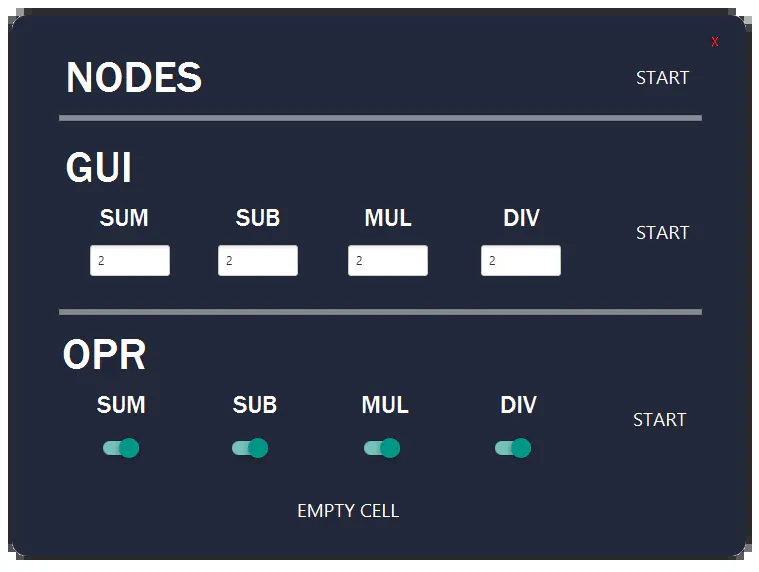 X
NODES START
GUI
SUM SUB MUL DIV
START
2 2 2 2
OPR
SUM SUB MUL DIV
START
EMPTY CELL